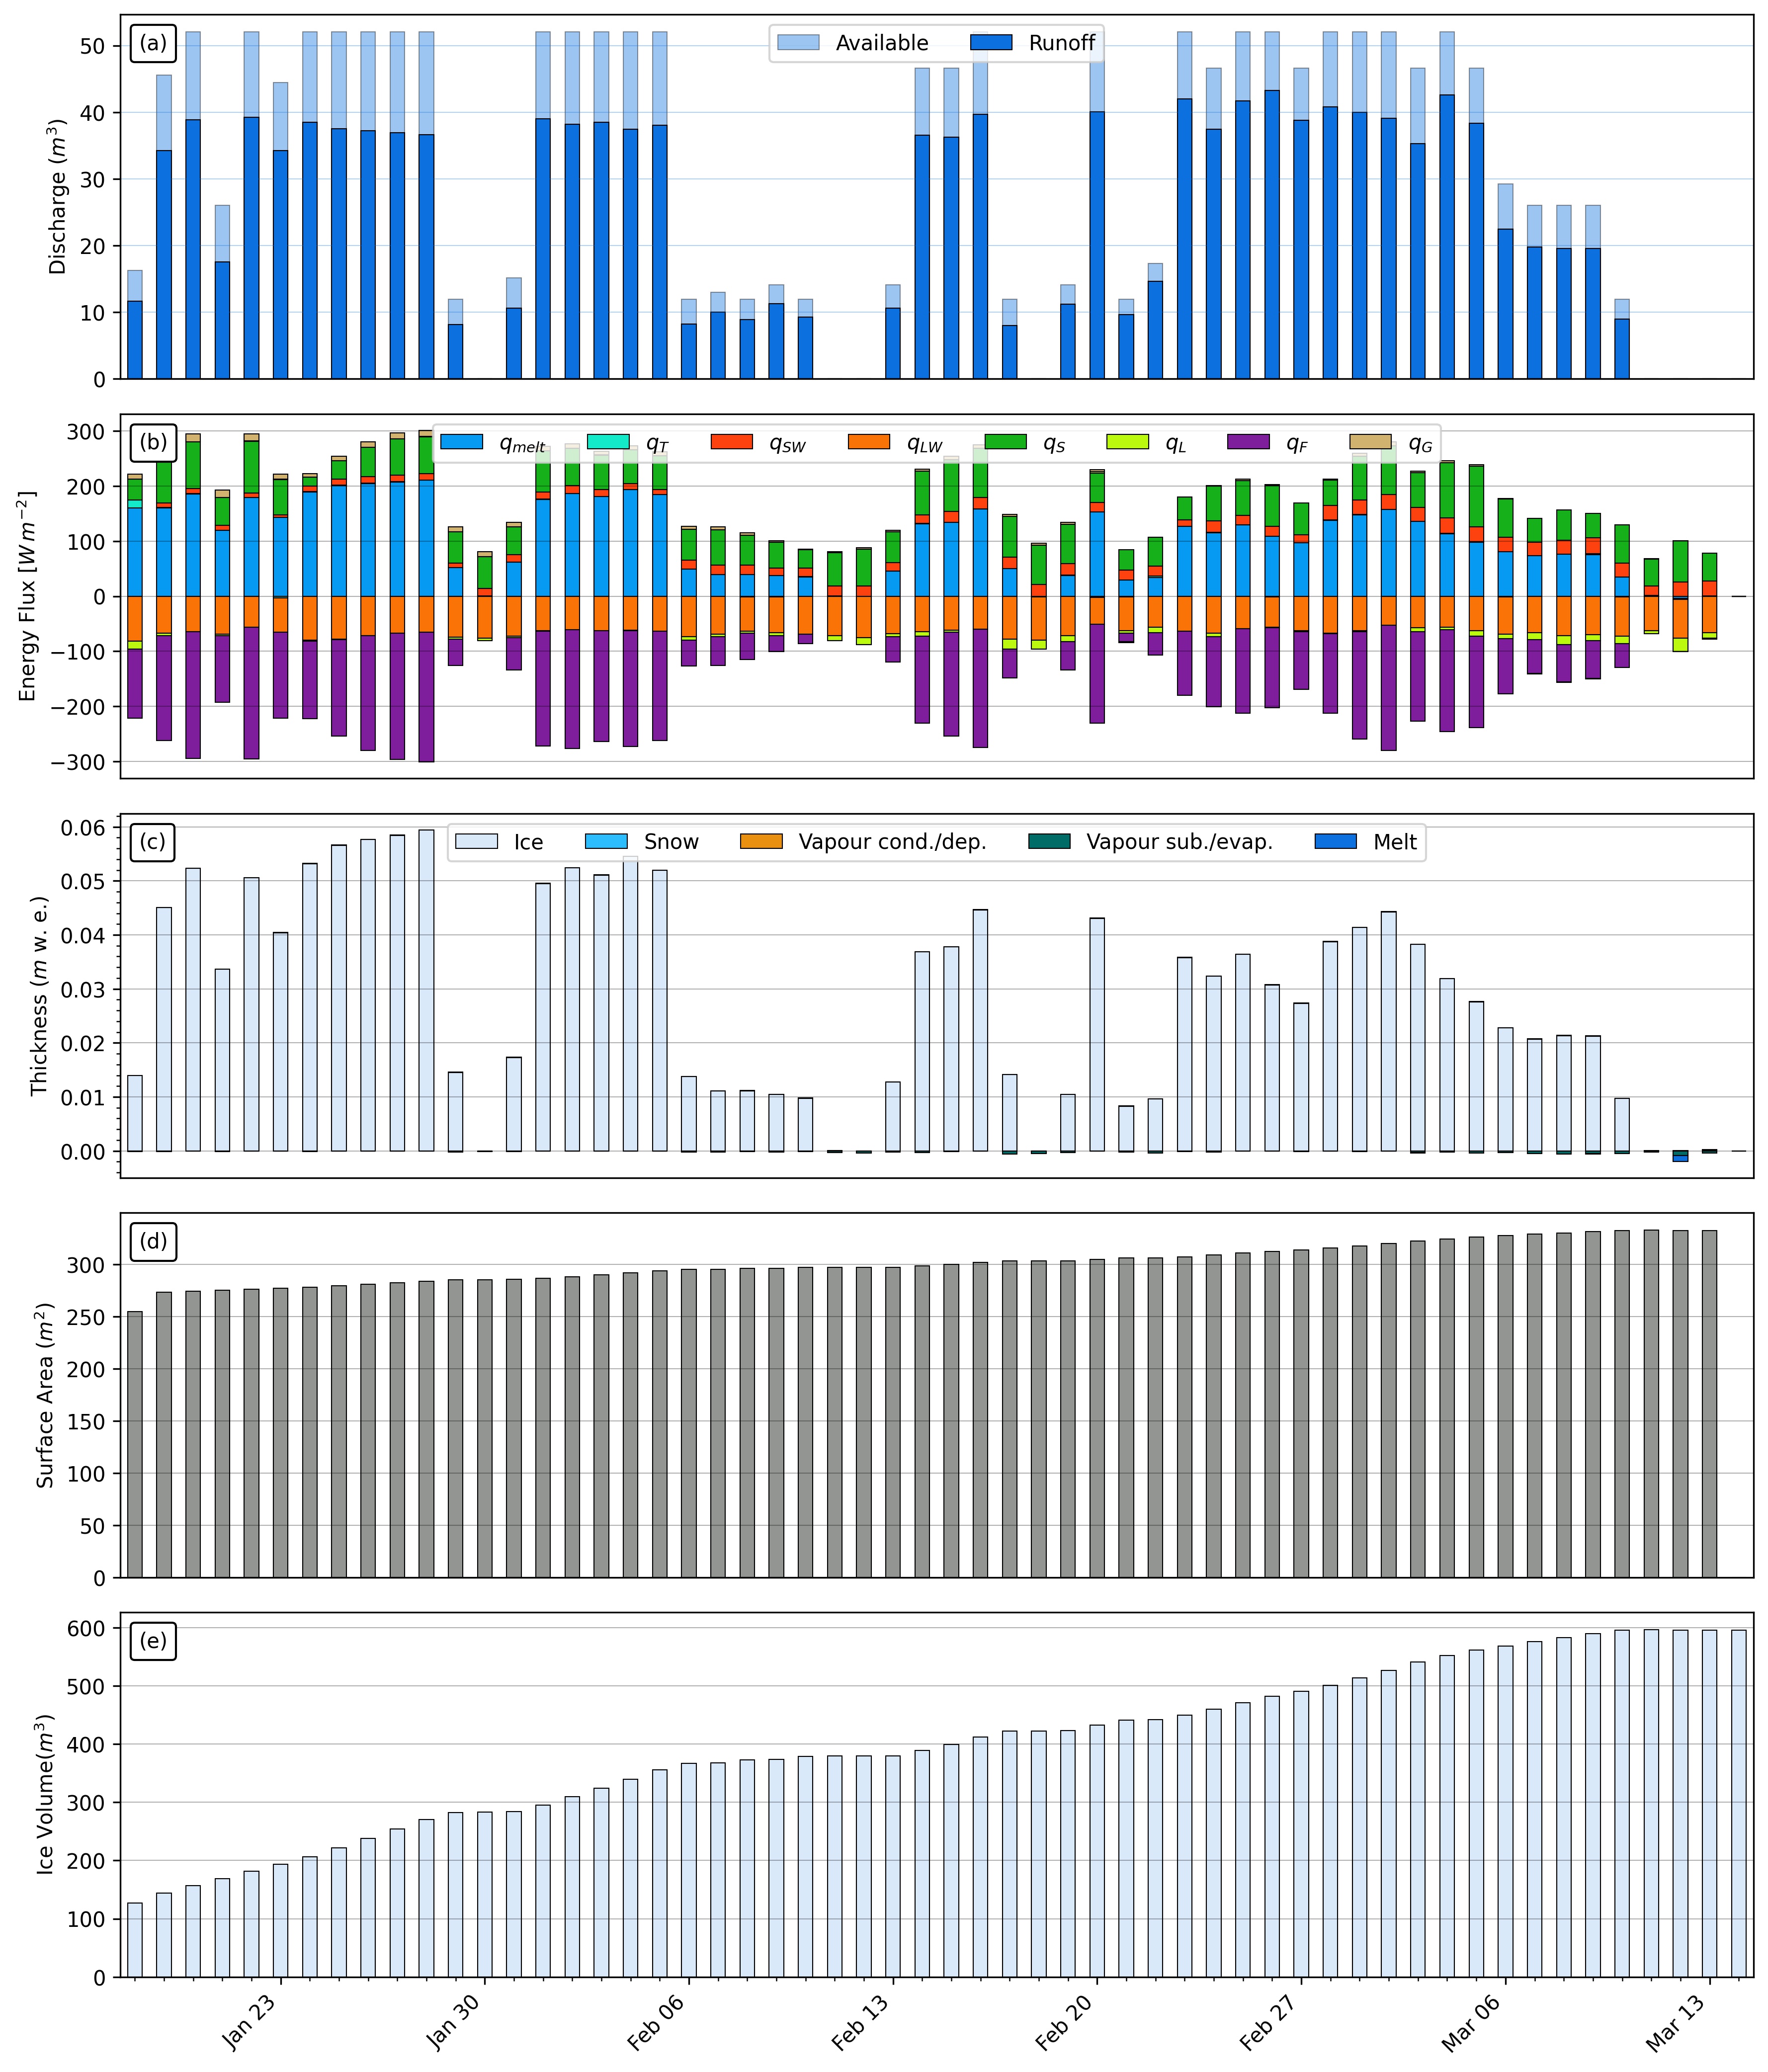 (a)
Available Runoff
Discharge (m³)
50
40
30
20
10
0
(b)
q_melt q_T q_SW q_LW q_S q_L q_F q_G
Energy Flux [W m⁻²]
300
200
100
0
−100
−200
−300
(c)
Ice Snow Vapour cond./dep. Vapour sub./evap. Melt
Thickness (m w. e.)
0.06
0.05
0.04
0.03
0.02
0.01
0.00
(d)
Surface Area (m²)
300
250
200
150
100
50
0
(e)
Ice Volume(m³)
600
500
400
300
200
100
0
Jan 23 Jan 30 Feb 06 Feb 13 Feb 20 Feb 27 Mar 06 Mar 13